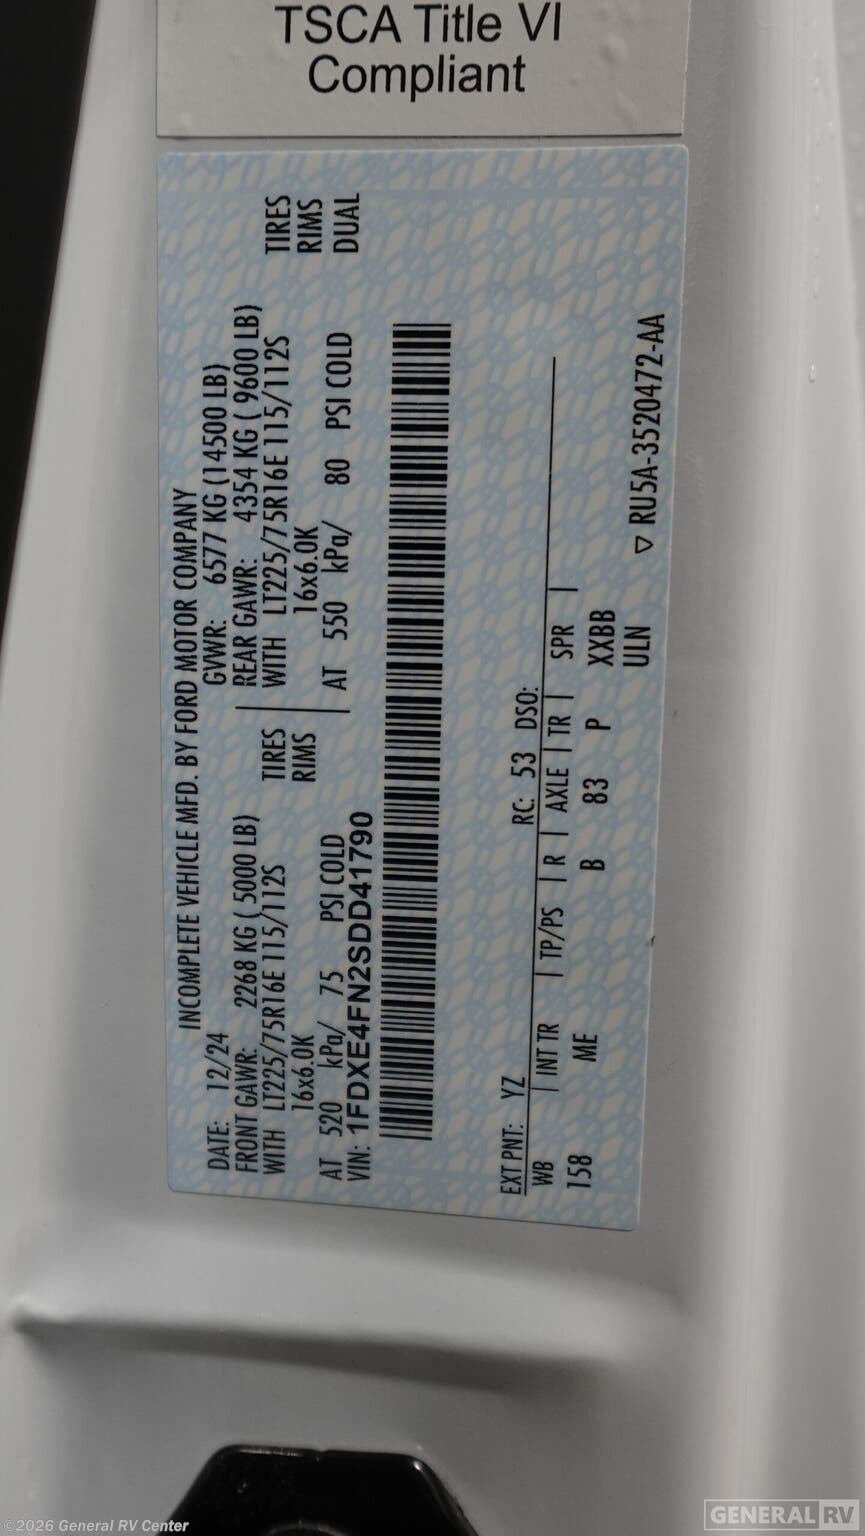 TSCA Title VI
Compliant
INCOMPLETE VEHICLE MFD. BY FORD MOTOR COMPANY
DATE: 12/24 GVWR: 6577 KG (14500 LB)
FRONT GAWR: 2268 KG ( 5000 LB) REAR GAWR: 4354 KG ( 9600 LB)
WITH LT225/75R16E 115/112S TIRES WITH LT225/75R16E 115/112S TIRES
16x6.0K RIMS 16x6.0K RIMS
AT 520 kPa/ 75 PSI COLD AT 550 kPa/ 80 PSI COLD DUAL
VIN: 1FDXE4FN2SDD41790
EXT PNT: YZ RC: 53 DSO:
WB | INT TR | TP/PS | R | AXLE | TR | SPR |
158 ME B 83 P XXBB
ULN
▽ RU5A-3520472-AA
©2026 General RV Center
GENERAL RV